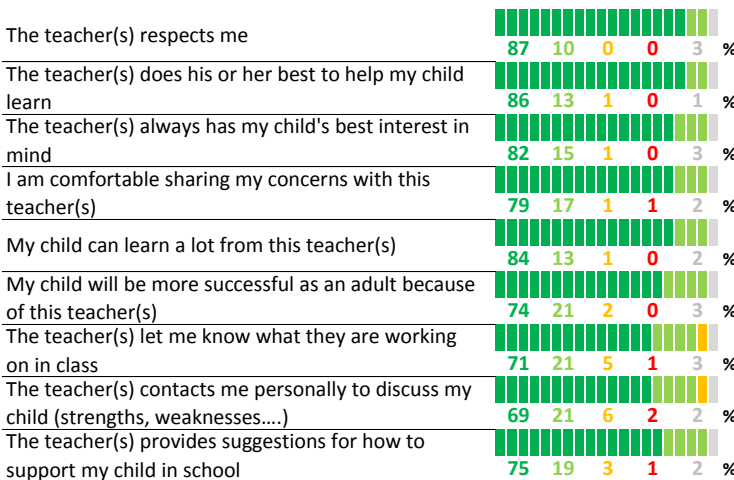 The teacher(s) respects me
87 10 0 0 3 %
The teacher(s) does his or her best to help my child
learn
86 13 1 0 1 %
The teacher(s) always has my child's best interest in
mind
82 15 1 0 3 %
I am comfortable sharing my concerns with this
teacher(s)
79 17 1 1 2 %
My child can learn a lot from this teacher(s)
84 13 1 0 2 %
My child will be more successful as an adult because
of this teacher(s)
74 21 2 0 3 %
The teacher(s) let me know what they are working
on in class
71 21 5 1 3 %
The teacher(s) contacts me personally to discuss my
child (strengths, weaknesses....)
69 21 6 2 2 %
The teacher(s) provides suggestions for how to
support my child in school
75 19 3 1 2 %